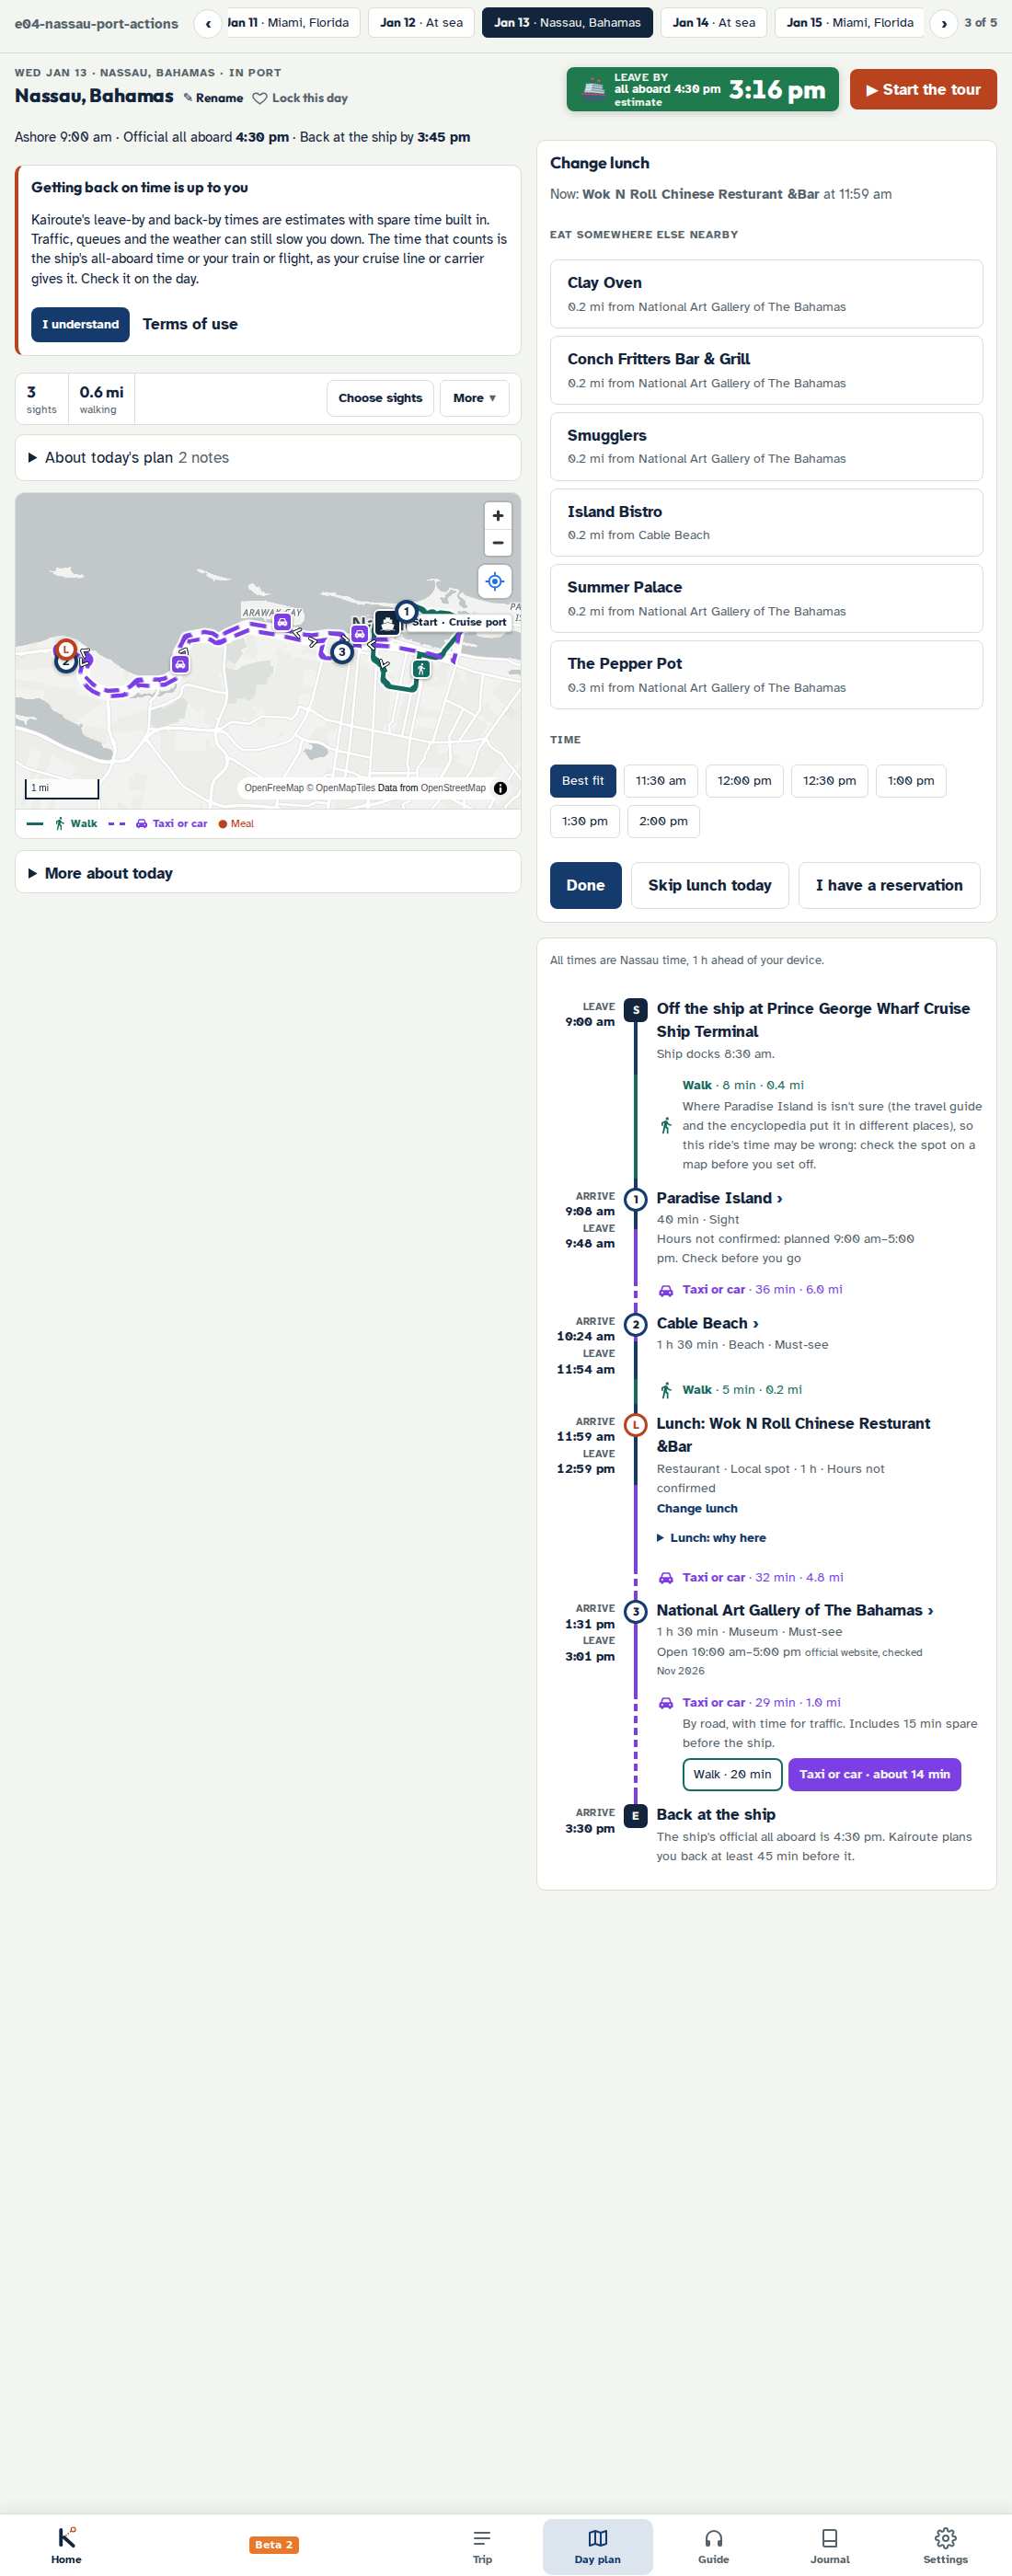 e04-nassau-port-actions
‹
Jan 11 · Miami, Florida
Jan 12 · At sea
Jan 13 · Nassau, Bahamas
Jan 14 · At sea
Jan 15 · Miami, Florida
›
3 of 5
WED JAN 13 · NASSAU, BAHAMAS · IN PORT
Nassau, Bahamas
✎ Rename
Lock this day
LEAVE BY
all aboard 4:30 pm
estimate
3:16 pm
▶ Start the tour
Ashore 9:00 am · Official all aboard 4:30 pm · Back at the ship by 3:45 pm
Getting back on time is up to you
Kairoute's leave-by and back-by times are estimates with spare time built in.
Traffic, queues and the weather can still slow you down. The time that counts is
the ship's all-aboard time or your train or flight, as your cruise line or carrier
gives it. Check it on the day.
I understand
Terms of use
3
sights
0.6 mi
walking
Choose sights
More ▾
▶ About today's plan 2 notes
+
−
ARAWAK CAY
Start · Cruise port
1
2
3
L
1 mi
OpenFreeMap © OpenMapTiles Data from OpenStreetMap
Walk
Taxi or car
Meal
▶ More about today
Change lunch
Now: Wok N Roll Chinese Resturant &Bar at 11:59 am
EAT SOMEWHERE ELSE NEARBY
Clay Oven
0.2 mi from National Art Gallery of The Bahamas
Conch Fritters Bar & Grill
0.2 mi from National Art Gallery of The Bahamas
Smugglers
0.2 mi from National Art Gallery of The Bahamas
Island Bistro
0.2 mi from Cable Beach
Summer Palace
0.2 mi from National Art Gallery of The Bahamas
The Pepper Pot
0.3 mi from National Art Gallery of The Bahamas
TIME
Best fit
11:30 am
12:00 pm
12:30 pm
1:00 pm
1:30 pm
2:00 pm
Done
Skip lunch today
I have a reservation
All times are Nassau time, 1 h ahead of your device.
LEAVE
9:00 am
S
Off the ship at Prince George Wharf Cruise
Ship Terminal
Ship docks 8:30 am.
Walk · 8 min · 0.4 mi
Where Paradise Island is isn't sure (the travel guide
and the encyclopedia put it in different places), so
this ride's time may be wrong: check the spot on a
map before you set off.
ARRIVE
9:08 am
LEAVE
9:48 am
1
Paradise Island ›
40 min · Sight
Hours not confirmed: planned 9:00 am–5:00
pm. Check before you go
Taxi or car · 36 min · 6.0 mi
ARRIVE
10:24 am
LEAVE
11:54 am
2
Cable Beach ›
1 h 30 min · Beach · Must-see
Walk · 5 min · 0.2 mi
ARRIVE
11:59 am
LEAVE
12:59 pm
L
Lunch: Wok N Roll Chinese Resturant
&Bar
Restaurant · Local spot · 1 h · Hours not
confirmed
Change lunch
▶ Lunch: why here
Taxi or car · 32 min · 4.8 mi
ARRIVE
1:31 pm
LEAVE
3:01 pm
3
National Art Gallery of The Bahamas ›
1 h 30 min · Museum · Must-see
Open 10:00 am–5:00 pm official website, checked
Nov 2026
Taxi or car · 29 min · 1.0 mi
By road, with time for traffic. Includes 15 min spare
before the ship.
Walk · 20 min
Taxi or car · about 14 min
ARRIVE
3:30 pm
E
Back at the ship
The ship's official all aboard is 4:30 pm. Kairoute plans
you back at least 45 min before it.
Home
Beta 2
Trip
Day plan
Guide
Journal
Settings